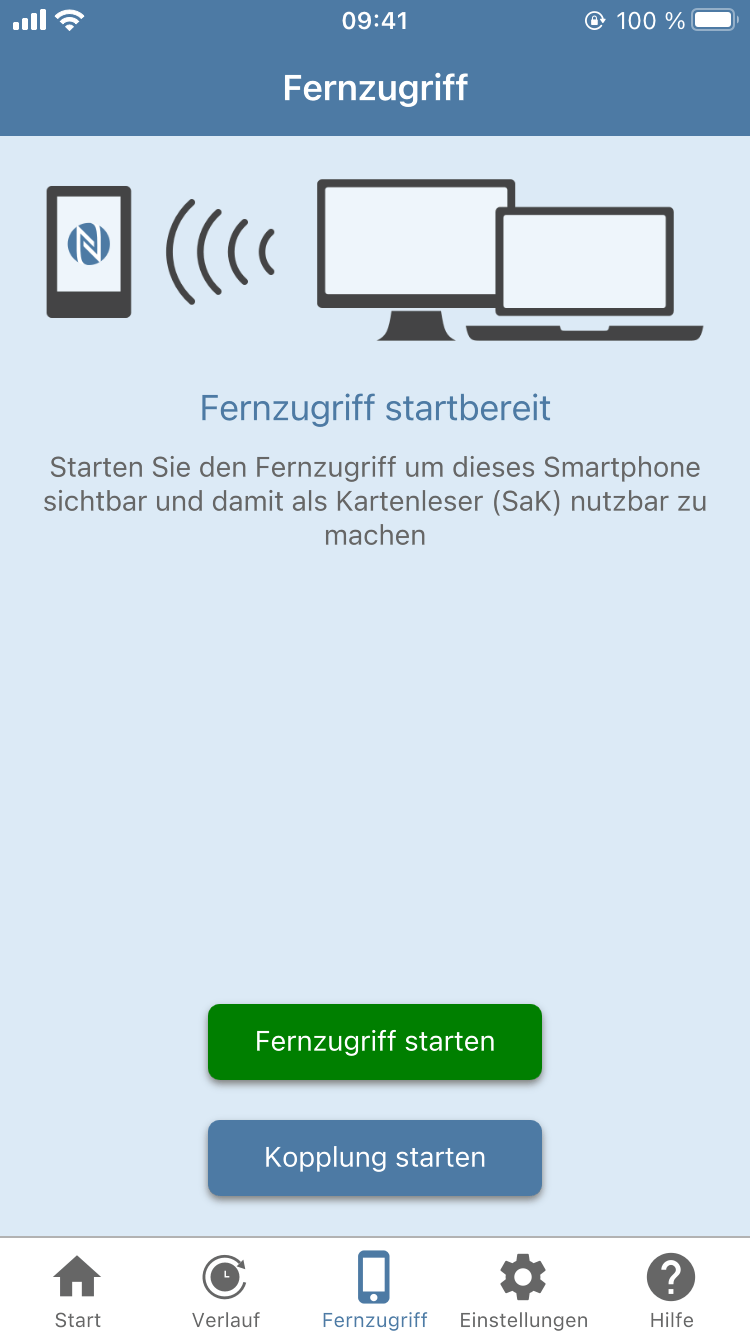 09:41
100 %
Fernzugriff
Fernzugriff startbereit
Starten Sie den Fernzugriff um dieses Smartphone
sichtbar und damit als Kartenleser (SaK) nutzbar zu
machen
Fernzugriff starten
Kopplung starten
Start
Verlauf
Fernzugriff
Einstellungen
Hilfe